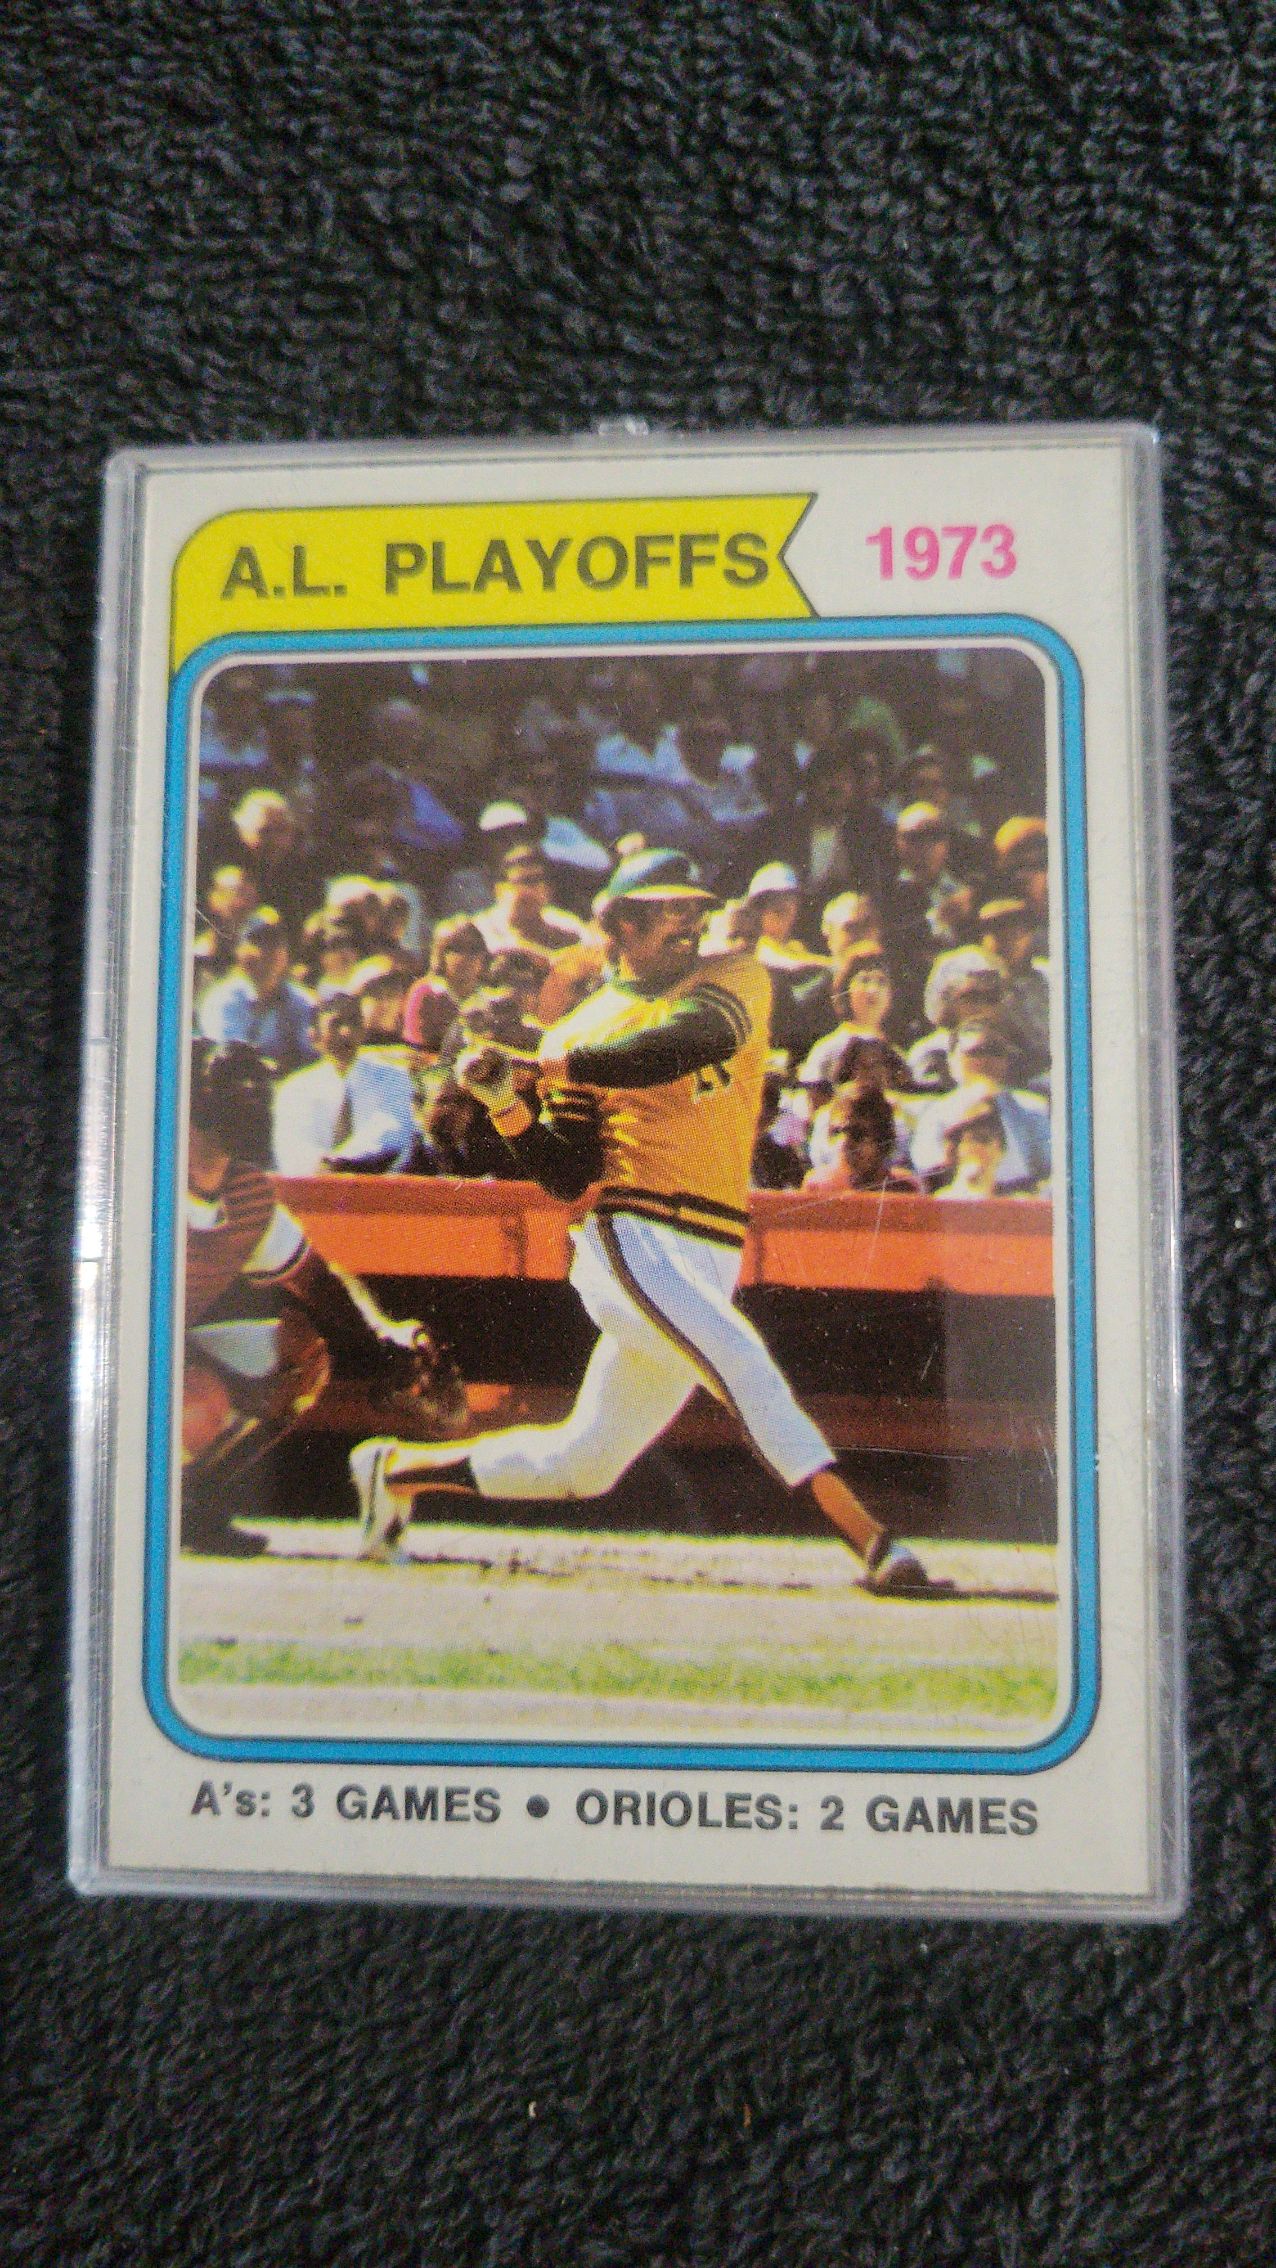 A.L. PLAYOFFS 1973
A's: 3 GAMES • ORIOLES: 2 GAMES